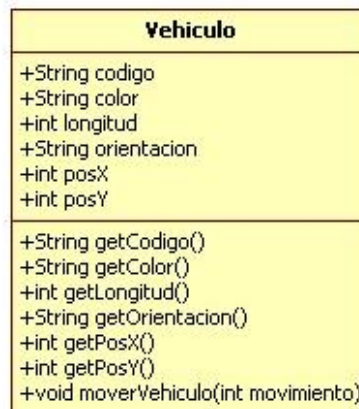 Vehiculo
+String codigo
+String color
+int longitud
+String orientacion
+int posX
+int posY
+String getCodigo()
+String getColor()
+int getLongitud()
+String getOrientacion()
+int getPosX()
+int getPosY()
+void moverVehiculo(int movimiento)